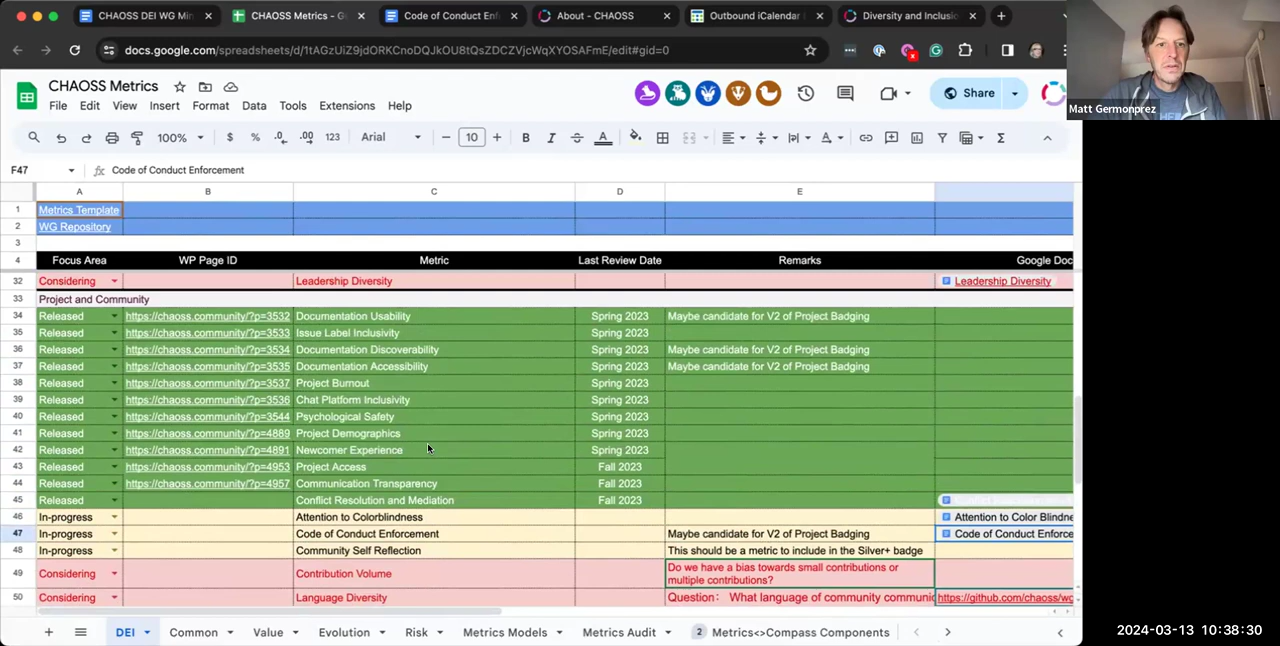 CHAOSS DEI WG Min
CHAOSS Metrics - G
Code of Conduct Enf
About - CHAOSS
Outbound iCalendar
Diversity and Inclusio
docs.google.com/spreadsheets/d/1tAGzUiZ9jdORKCnoDQJkOU8tQsZDCZVjcWqXYOSAFmE/edit#gid=0
CHAOSS Metrics
Share
File Edit View Insert Format Data Tools Extensions Help
Matt Germonprez
100% $ % .0 .00 123 Arial 10 B I S A
F47 fx Code of Conduct Enforcement
A B C D E
1 Metrics Template
2 WG Repository
3
4 Focus Area WP Page ID Metric Last Review Date Remarks Google Doc
32 Considering Leadership Diversity Leadership Diversity
33 Project and Community
34 Released https://chaoss.community/?p=3532 Documentation Usability Spring 2023 Maybe candidate for V2 of Project Badging
35 Released https://chaoss.community/?p=3533 Issue Label Inclusivity Spring 2023
36 Released https://chaoss.community/?p=3534 Documentation Discoverability Spring 2023 Maybe candidate for V2 of Project Badging
37 Released https://chaoss.community/?p=3535 Documentation Accessibility Spring 2023 Maybe candidate for V2 of Project Badging
38 Released https://chaoss.community/?p=3537 Project Burnout Spring 2023
39 Released https://chaoss.community/?p=3536 Chat Platform Inclusivity Spring 2023
40 Released https://chaoss.community/?p=3544 Psychological Safety Spring 2023
41 Released https://chaoss.community/?p=4889 Project Demographics Spring 2023
42 Released https://chaoss.community/?p=4891 Newcomer Experience Spring 2023
43 Released https://chaoss.community/?p=4953 Project Access Fall 2023
44 Released https://chaoss.community/?p=4957 Communication Transparency Fall 2023
45 Released Conflict Resolution and Mediation Fall 2023
46 In-progress Attention to Colorblindness Attention to Color Blindne
47 In-progress Code of Conduct Enforcement Maybe candidate for V2 of Project Badging Code of Conduct Enforce
48 In-progress Community Self Reflection This should be a metric to include in the Silver+ badge
49 Considering Contribution Volume Do we have a bias towards small contributions or
multiple contributions?
50 Considering Language Diversity Question: What language of community communic https://github.com/chaoss/wg
DEI Common Value Evolution Risk Metrics Models Metrics Audit 2 Metrics<>Compass Components
2024-03-13 10:38:30